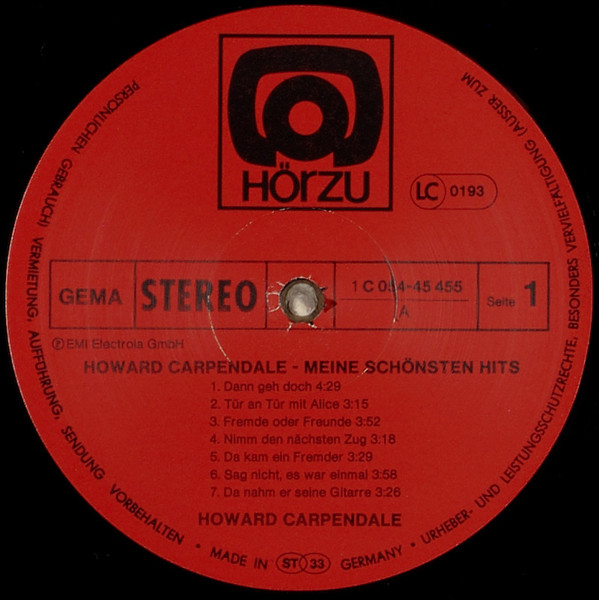 HÖRZU
LC 0193
GEMA STEREO 1 C 054-45 455 Seite 1
A
Ⓟ EMI Electrola GmbH
HOWARD CARPENDALE - MEINE SCHÖNSTEN HITS
1. Dann geh doch 4:29
2. Tür an Tür mit Alice 3:15
3. Fremde oder Freunde 3:52
4. Nimm den nächsten Zug 3:18
5. Da kam ein Fremder 3:29
6. Sag nicht, es war einmal 3:58
7. Da nahm er seine Gitarre 3:26
HOWARD CARPENDALE
• MADE IN ST 33 GERMANY • URHEBER- UND LEISTUNGSSCHUTZRECHTE, BESONDERS VERVIELFÄLTIGUNG (AUSSER ZUM
PERSÖNLICHEN GEBRAUCH) VERMIETUNG, AUFFÜHRUNG, SENDUNG VORBEHALTEN